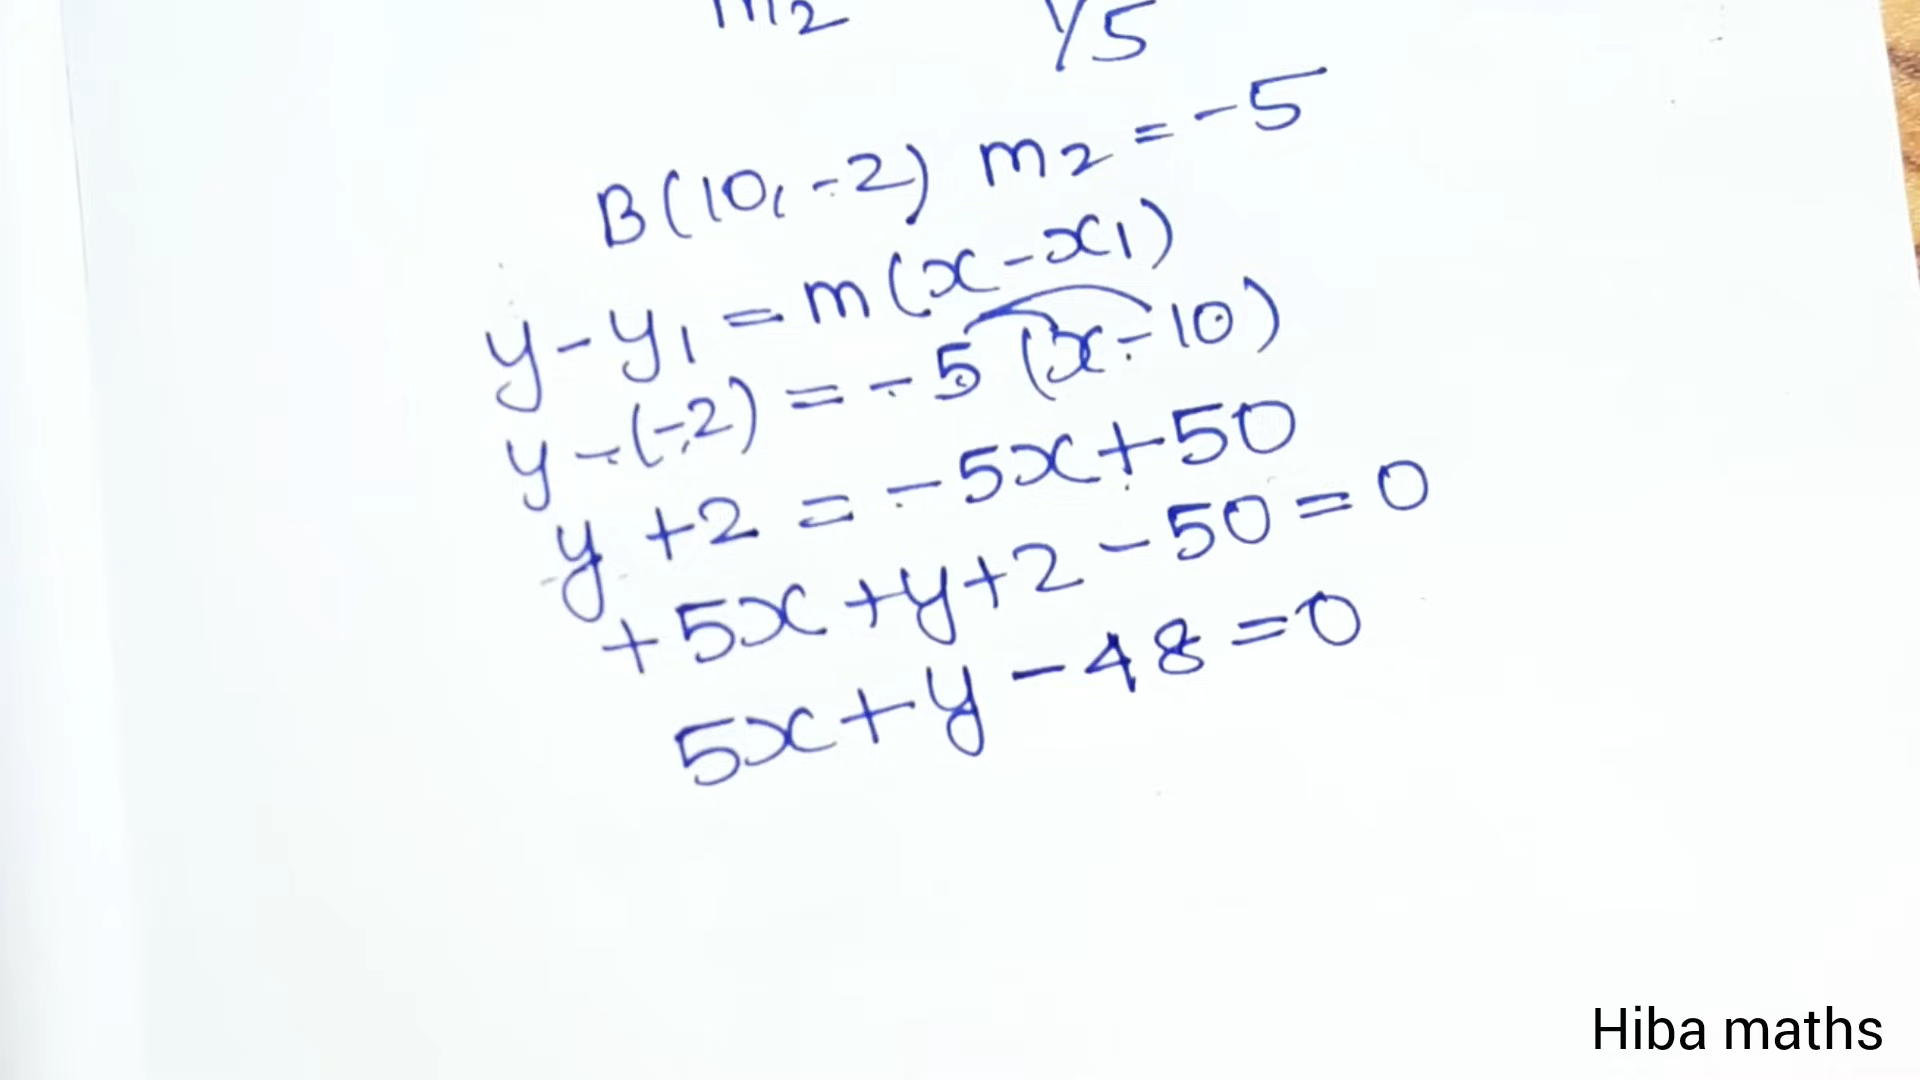 m2 1/5
B(10, -2) m2 = -5
y - y1 = m(x - x1)
y - (-2) = -5 (x - 10)
y + 2 = -5x + 50
+5x + y + 2 - 50 = 0
5x + y - 48 = 0
Hiba maths